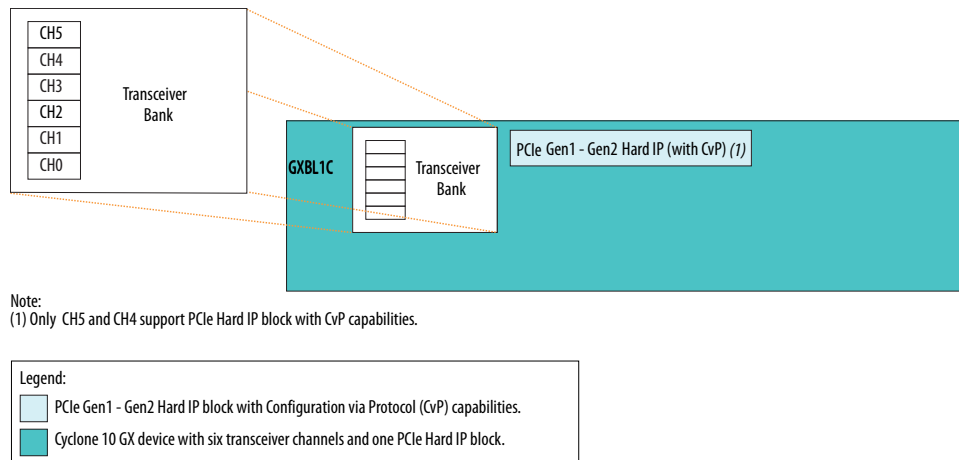 CH5
CH4
CH3
CH2
CH1
CH0
Transceiver
Bank
GXBL1C
Transceiver
Bank
PCIe Gen1 - Gen2 Hard IP (with CvP) (1)
Note:
(1) Only CH5 and CH4 support PCIe Hard IP block with CvP capabilities.
Legend:
PCIe Gen1 - Gen2 Hard IP block with Configuration via Protocol (CvP) capabilities.
Cyclone 10 GX device with six transceiver channels and one PCIe Hard IP block.